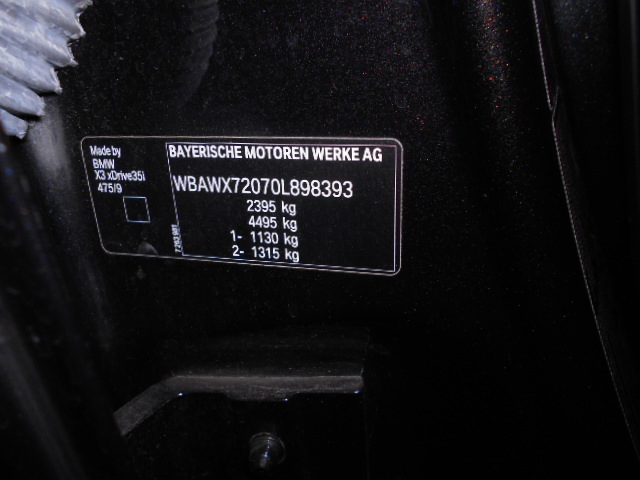 Made by
BMW
X3 xDrive35i
475/9
BAYERISCHE MOTOREN WERKE AG
WBAWX72070L898393
2395 kg
4495 kg
1- 1130 kg
2- 1315 kg